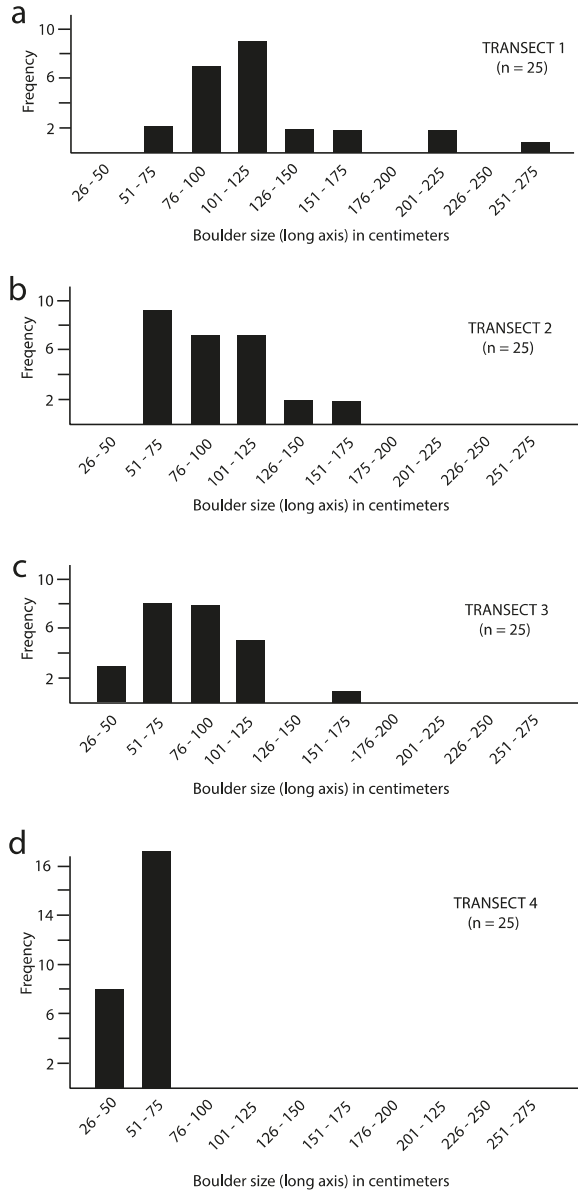 a
10
6
2
Freqency
TRANSECT 1
(n = 25)
26 - 50
51 - 75
76 - 100
101 - 125
126 - 150
151 - 175
176 - 200
201 - 225
226 - 250
251 - 275
Boulder size (long axis) in centimeters
b
10
6
2
Freqency
TRANSECT 2
(n = 25)
26 - 50
51 - 75
76 - 100
101 - 125
126 - 150
151 - 175
175 - 200
201 - 225
226 - 250
251 - 275
Boulder size (long axis) in centimeters
c
10
6
2
Freqency
TRANSECT 3
(n = 25)
26 - 50
51 - 75
76 - 100
101 - 125
126 - 150
151 - 175
-176 -200
201 - 225
226 - 250
251 - 275
Boulder size (long axis) in centimeters
d
16
14
10
6
2
Freqency
TRANSECT 4
(n = 25)
26 - 50
51 - 75
76 - 100
101 - 125
126 - 150
151 - 175
176 - 200
201 - 125
226 - 250
251 - 275
Boulder size (long axis) in centimeters